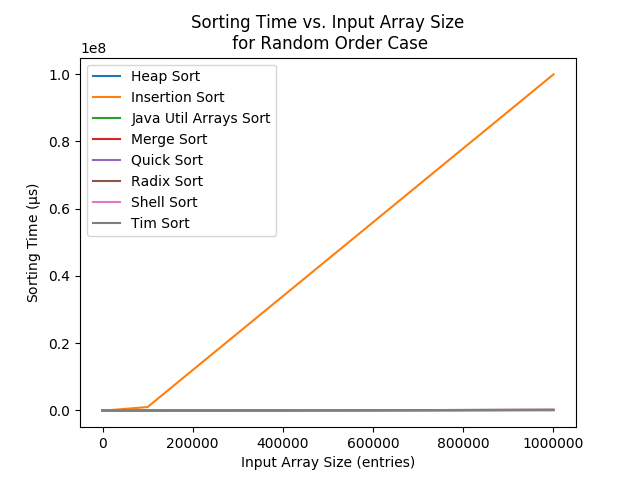 Sorting Time vs. Input Array Size
for Random Order Case
1e8
1.0
0.8
0.6
0.4
0.2
0.0
Sorting Time (µs)
Heap Sort
Insertion Sort
Java Util Arrays Sort
Merge Sort
Quick Sort
Radix Sort
Shell Sort
Tim Sort
0 200000 400000 600000 800000 1000000
Input Array Size (entries)